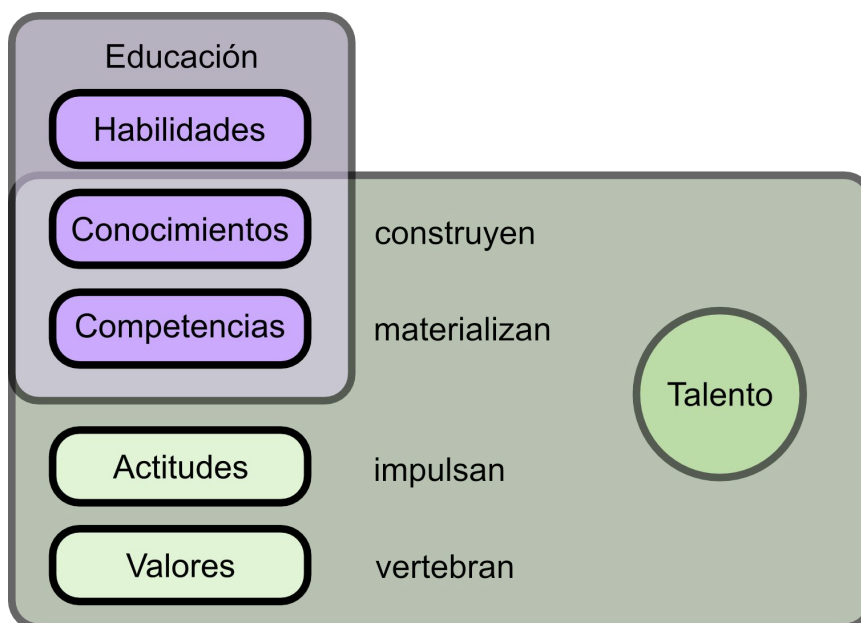 Educación
Habilidades
Conocimientos construyen
Competencias materializan
Talento
Actitudes impulsan
Valores vertebran